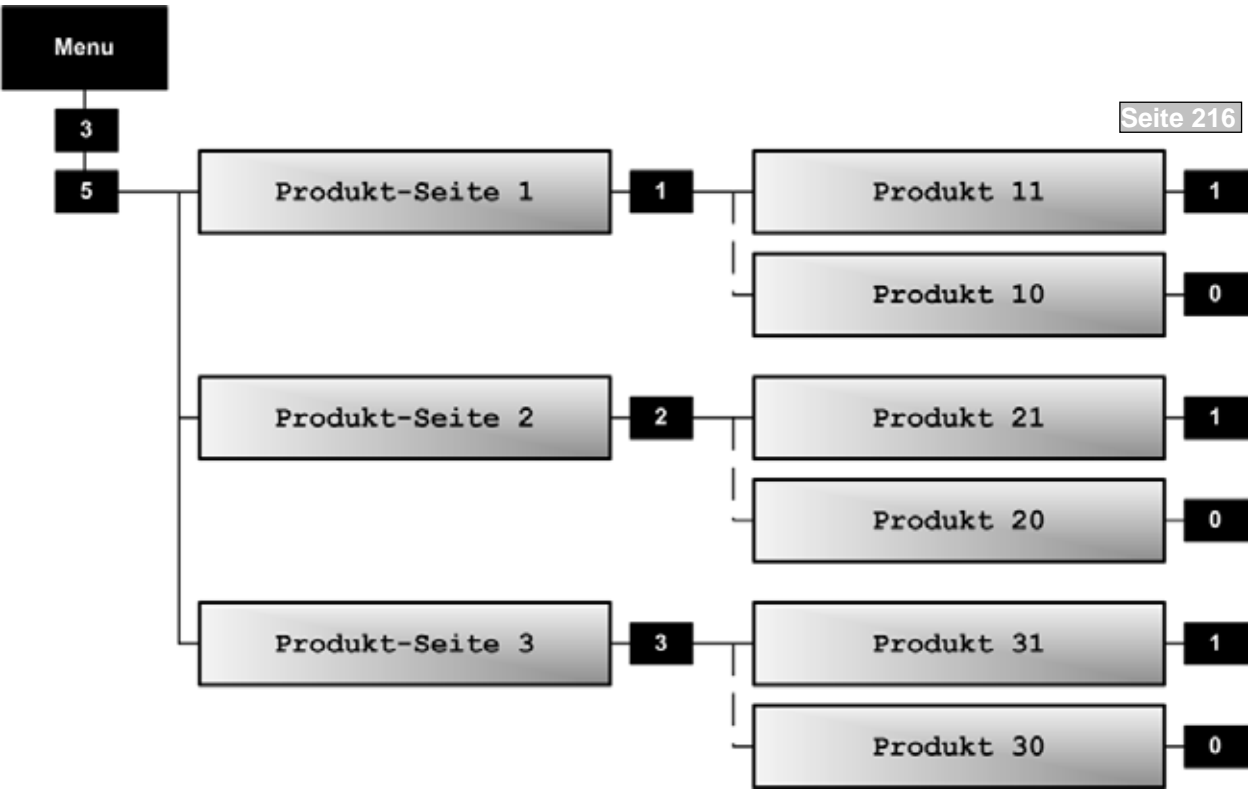 Menu
3
Seite 216
5
Produkt-Seite 1
1
Produkt 11
1
Produkt 10
0
Produkt-Seite 2
2
Produkt 21
1
Produkt 20
0
Produkt-Seite 3
3
Produkt 31
1
Produkt 30
0